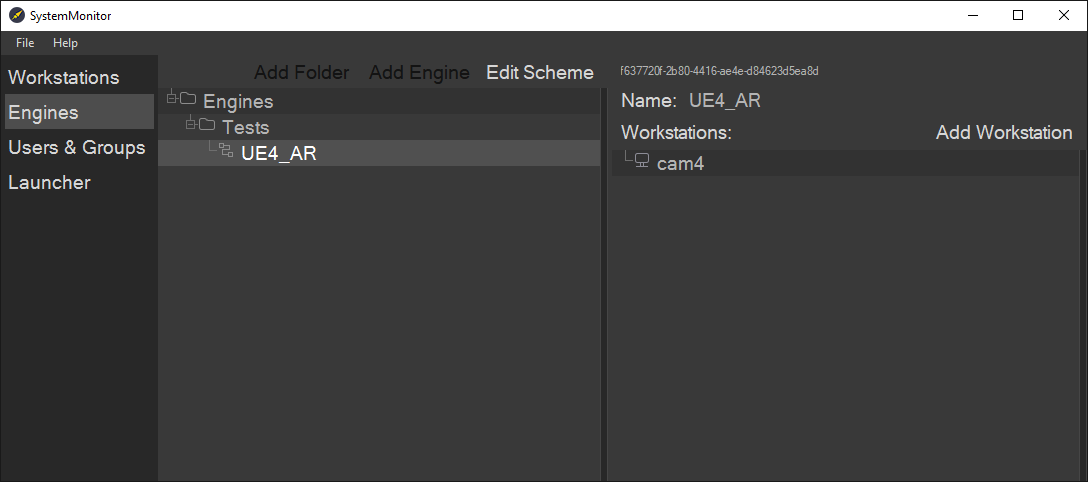 SystemMonitor
File Help
Workstations
Engines
Users & Groups
Launcher
Add Folder Add Engine Edit Scheme
Engines
Tests
UE4_AR
f637720f-2b80-4416-ae4e-d84623d5ea8d
Name: UE4_AR
Workstations: Add Workstation
cam4